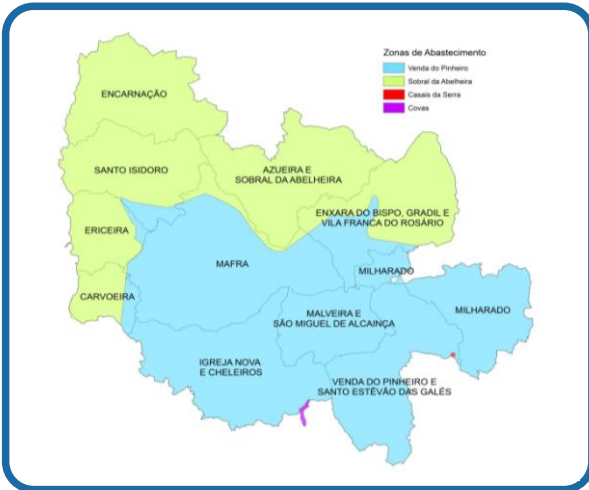 Zonas de Abastecimento
Venda do Pinheiro
Sobral da Abelheira
Casais da Serra
Covas
ENCARNAÇÃO
SANTO ISIDORO
AZUEIRA E
SOBRAL DA ABELHEIRA
ENXARA DO BISPO, GRADIL E
VILA FRANCA DO ROSÁRIO
ERICEIRA
MAFRA
MILHARADO
CARVOEIRA
MILHARADO
MALVEIRA E
SÃO MIGUEL DE ALCAINÇA
IGREJA NOVA
E CHELEIROS
VENDA DO PINHEIRO E
SANTO ESTÊVÃO DAS GALÉS